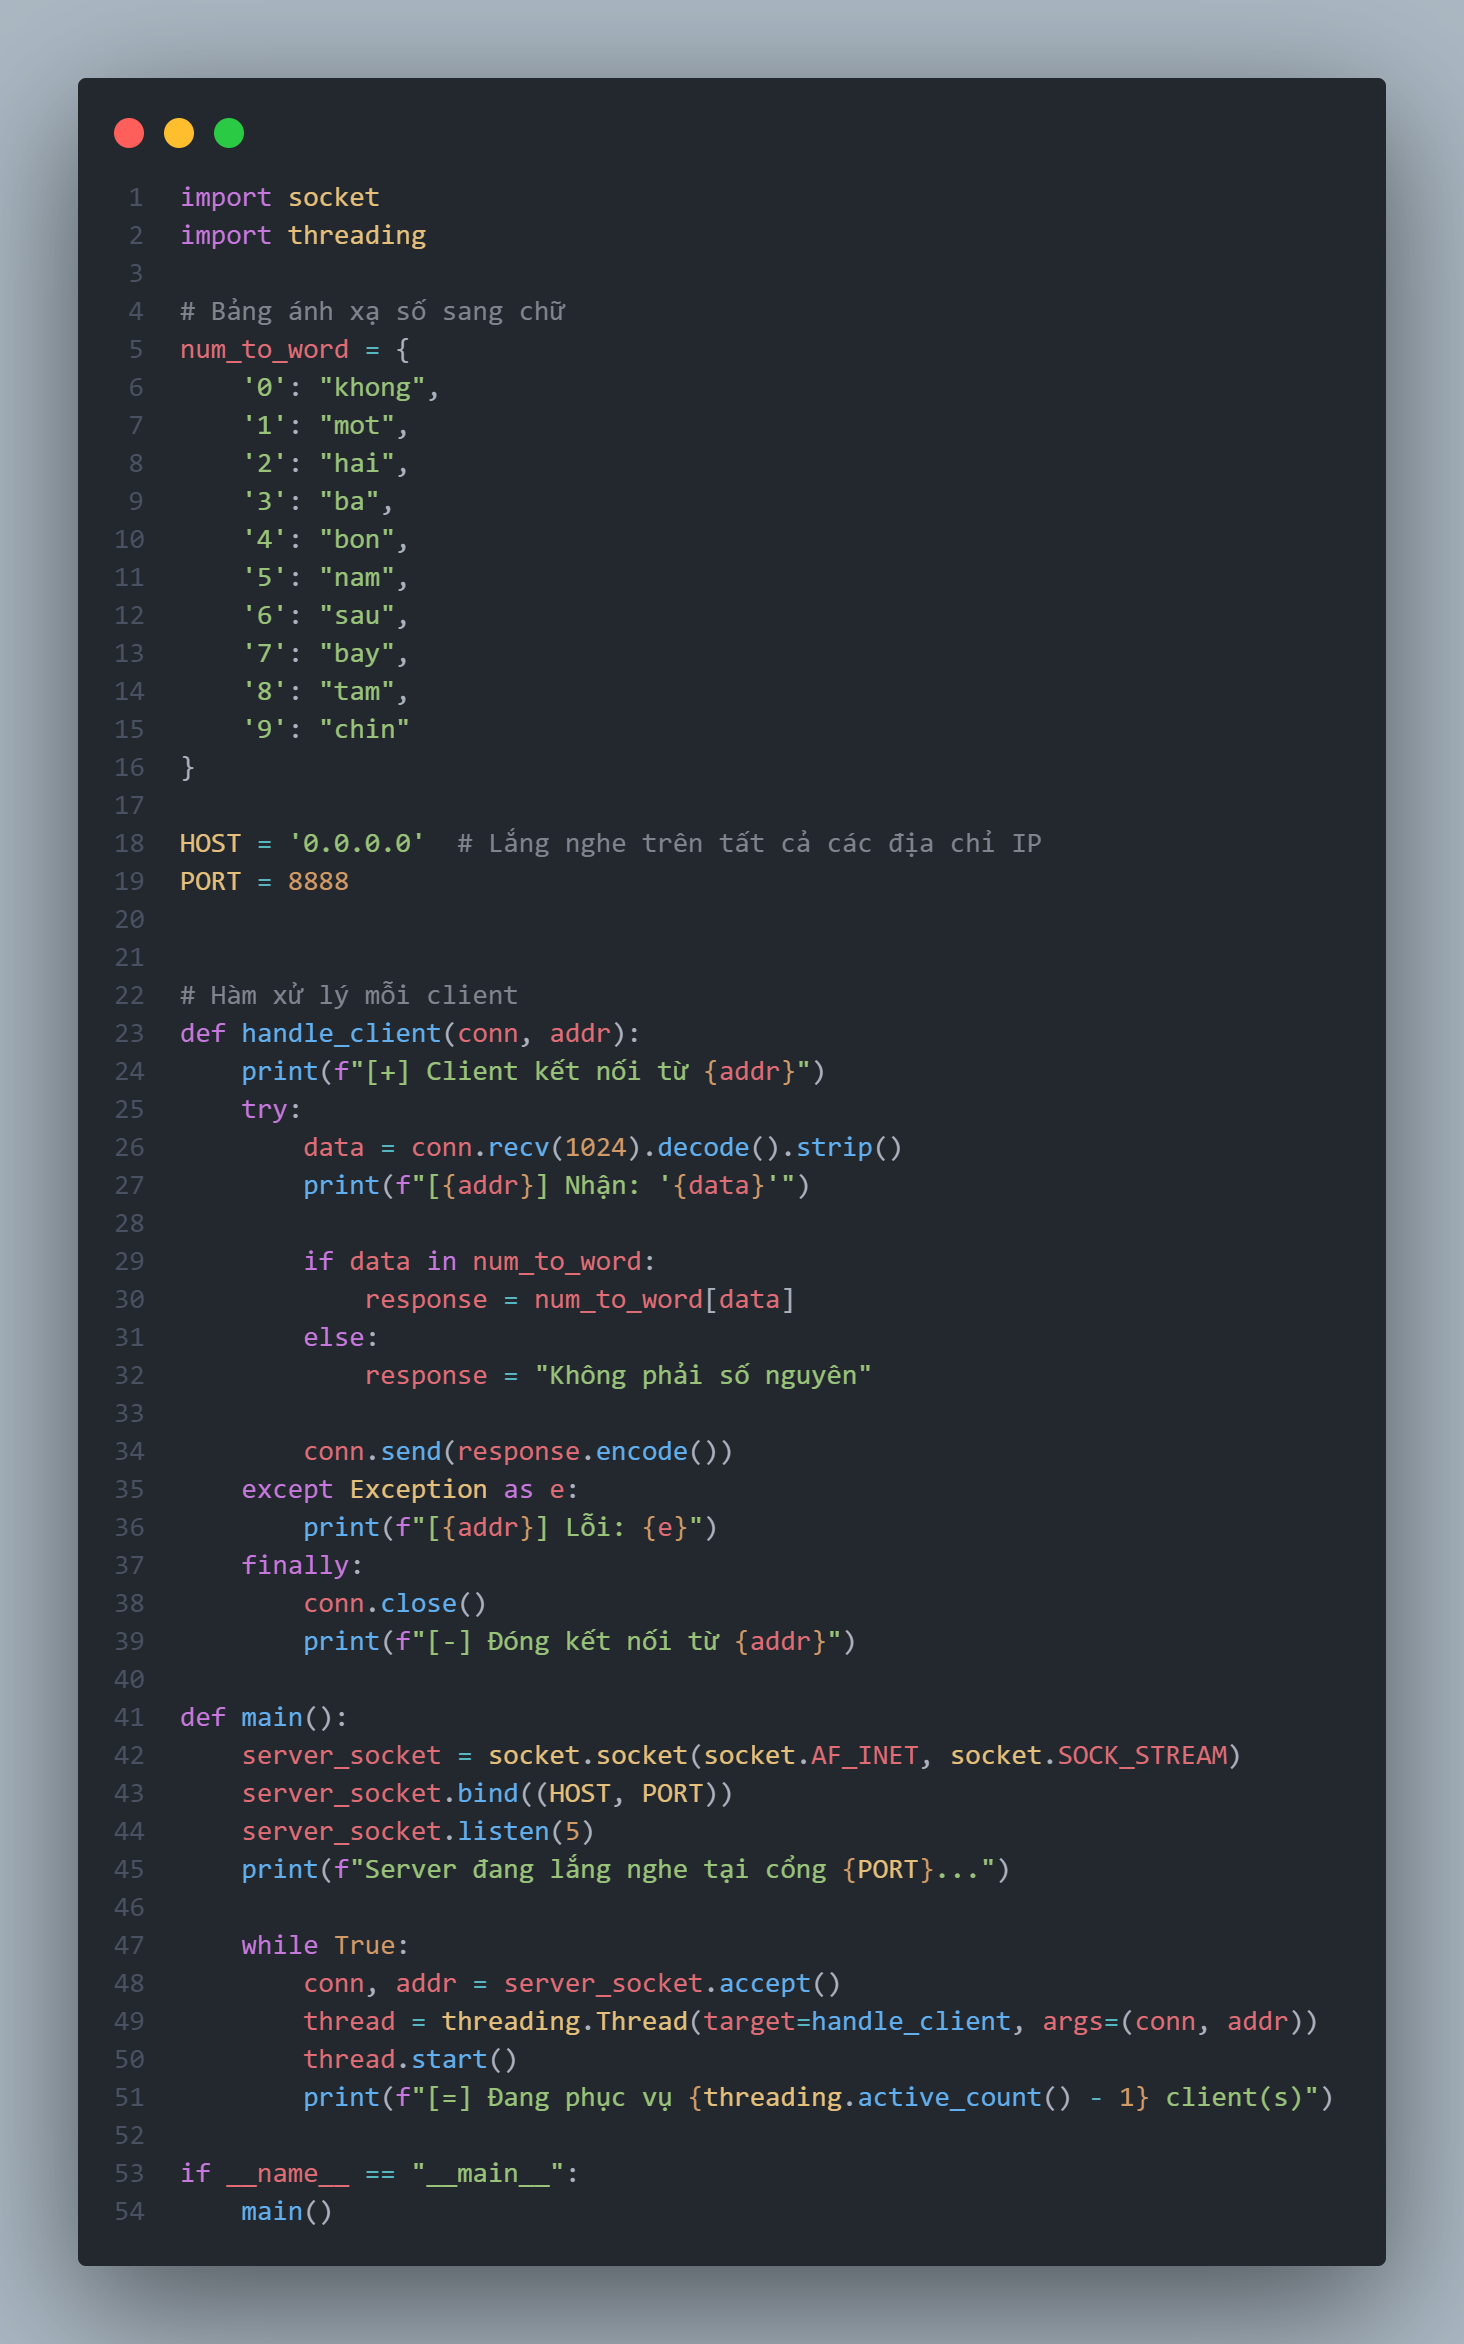 1 import socket
2 import threading
3
4 # Bảng ánh xạ số sang chữ
5 num_to_word = {
6     '0': "khong",
7     '1': "mot",
8     '2': "hai",
9     '3': "ba",
10     '4': "bon",
11     '5': "nam",
12     '6': "sau",
13     '7': "bay",
14     '8': "tam",
15     '9': "chin"
16 }
17
18 HOST = '0.0.0.0'  # Lắng nghe trên tất cả các địa chỉ IP
19 PORT = 8888
20
21
22 # Hàm xử lý mỗi client
23 def handle_client(conn, addr):
24     print(f"[+] Client kết nối từ {addr}")
25     try:
26         data = conn.recv(1024).decode().strip()
27         print(f"[{addr}] Nhận: '{data}'")
28
29         if data in num_to_word:
30             response = num_to_word[data]
31         else:
32             response = "Không phải số nguyên"
33
34         conn.send(response.encode())
35     except Exception as e:
36         print(f"[{addr}] Lỗi: {e}")
37     finally:
38         conn.close()
39         print(f"[-] Đóng kết nối từ {addr}")
40
41 def main():
42     server_socket = socket.socket(socket.AF_INET, socket.SOCK_STREAM)
43     server_socket.bind((HOST, PORT))
44     server_socket.listen(5)
45     print(f"Server đang lắng nghe tại cổng {PORT}...")
46
47     while True:
48         conn, addr = server_socket.accept()
49         thread = threading.Thread(target=handle_client, args=(conn, addr))
50         thread.start()
51         print(f"[=] Đang phục vụ {threading.active_count() - 1} client(s)")
52
53 if __name__ == "__main__":
54     main()